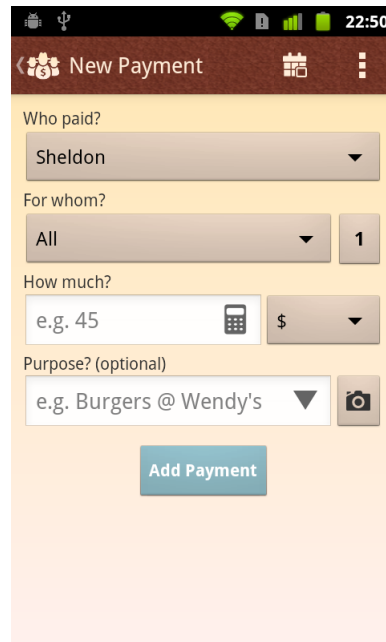 22:50
New Payment
Who paid?
Sheldon
For whom?
All
1
How much?
e.g. 45
$
Purpose? (optional)
e.g. Burgers @ Wendy's
Add Payment